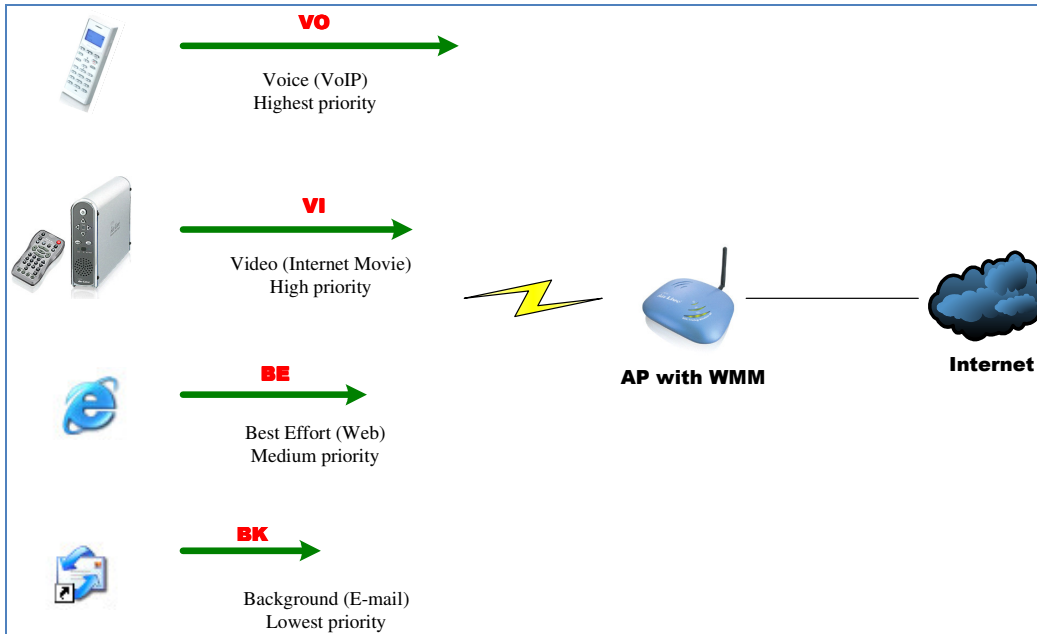 VO
Voice (VoIP)
Highest priority
VI
Video (Internet Movie)
High priority
BE
Best Effort (Web)
Medium priority
BK
Background (E-mail)
Lowest priority
AP with WMM
Internet